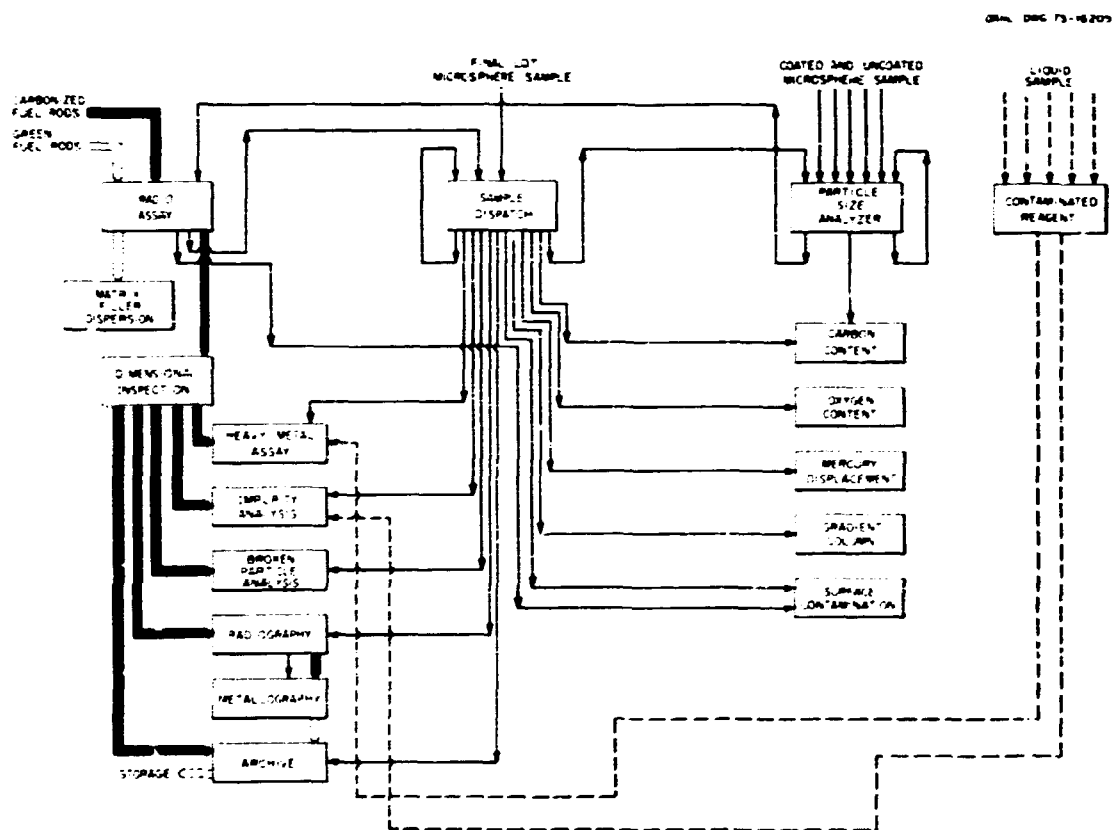 ORNL DWG 75-16205
FINAL LOT
MICROSPHERE SAMPLE
COATED AND UNCOATED
MICROSPHERE SAMPLE
LIQUID
SAMPLE
CARBONIZED
FUEL RODS
GREEN
FUEL RODS
RADIO
ASSAY
SAMPLE
DISPATCH
PARTICLE
SIZE
ANALYZER
CONTAMINATED
REAGENT
MATRIX
FILLER
DISPERSION
DIMENSIONAL
INSPECTION
CARBON
CONTENT
HEAVY METAL
ASSAY
OXYGEN
CONTENT
IMPURITY
ANALYSIS
MERCURY
DISPLACEMENT
BROKEN
PARTICLE
ANALYSIS
GRADIENT
COLUMN
RADIOGRAPHY
SURFACE
CONTAMINATION
METALLOGRAPHY
ARCHIVE
STORAGE